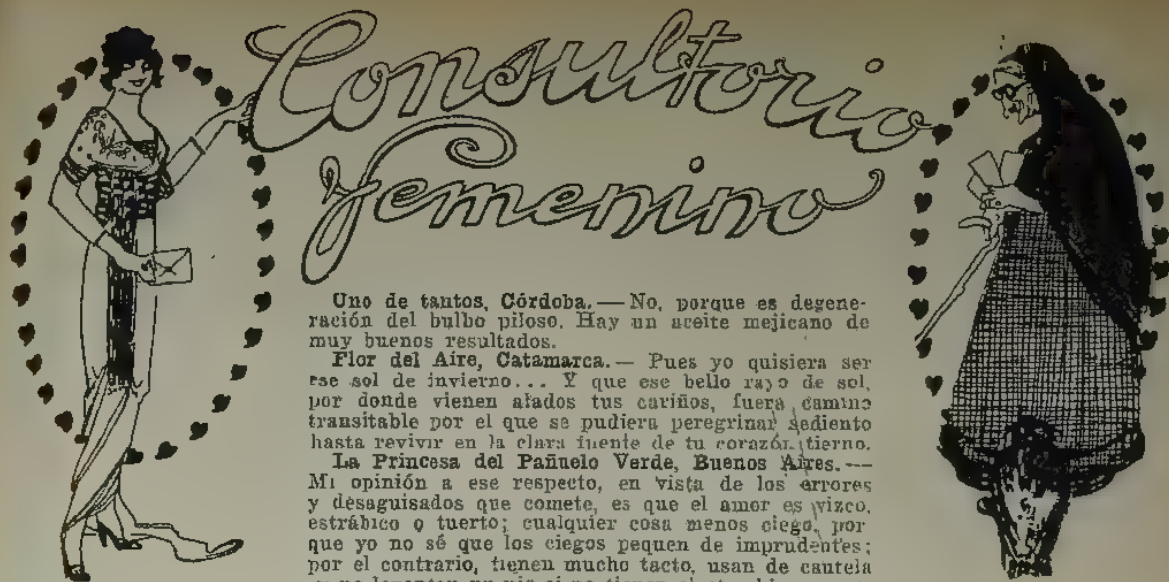 Consultorio
Femenino
Uno de tantos, Córdoba.— No, porque es degene-
ración del bulbo piloso. Hay un aceite mejicano de
muy buenos resultados.
Flor del Aire, Catamarca.— Pues yo quisiera ser
ese sol de invierno... Y que ese bello rayo de sol,
por donde vienen atados tus cariños, fuera camino
transitable por el que se pudiera peregrinar sediento
hasta revivir en la clara fuente de tu corazón tierno.
La Princesa del Pañuelo Verde, Buenos Aires.—
Mi opinión a ese respecto, en vista de los errores
y desaguisados que comete, es que el amor es vizco,
estrábico o tuerto; cualquier cosa menos ciego, por
que yo no sé que los ciegos pequen de imprudentes;
por el contrario, tienen mucho tacto, usan de cautela